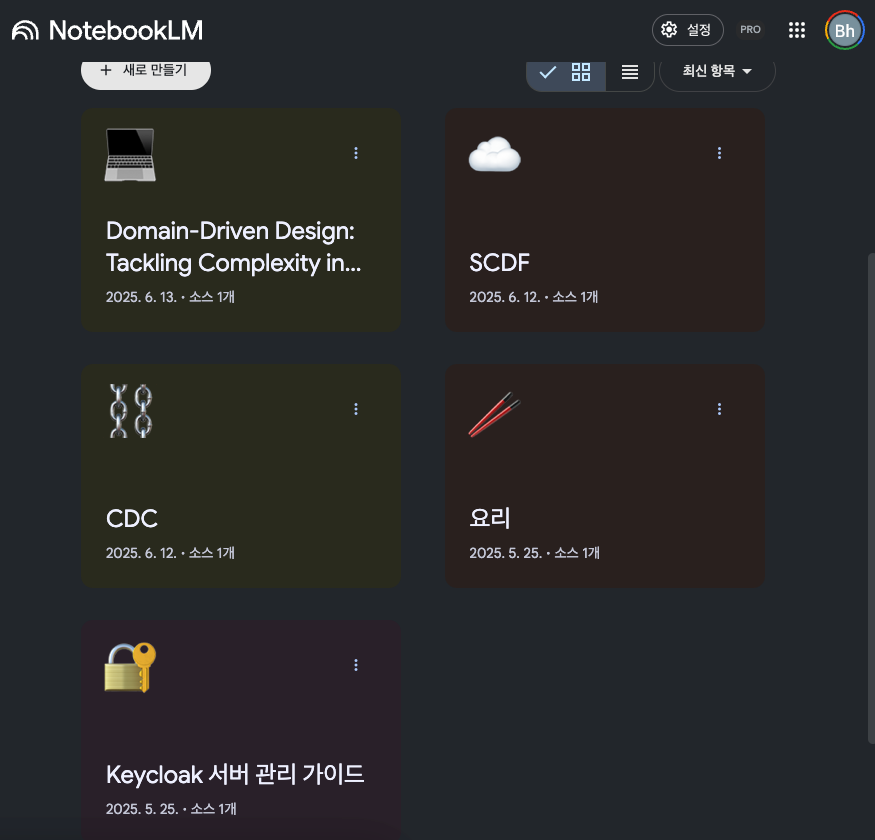 NotebookLM
설정
PRO
Bh
새로 만들기
최신 항목
Domain-Driven Design:
Tackling Complexity in...
2025. 6. 13. · 소스 1개
SCDF
2025. 6. 12. · 소스 1개
CDC
2025. 6. 12. · 소스 1개
요리
2025. 5. 25. · 소스 1개
Keycloak 서버 관리 가이드
2025. 5. 25. · 소스 1개